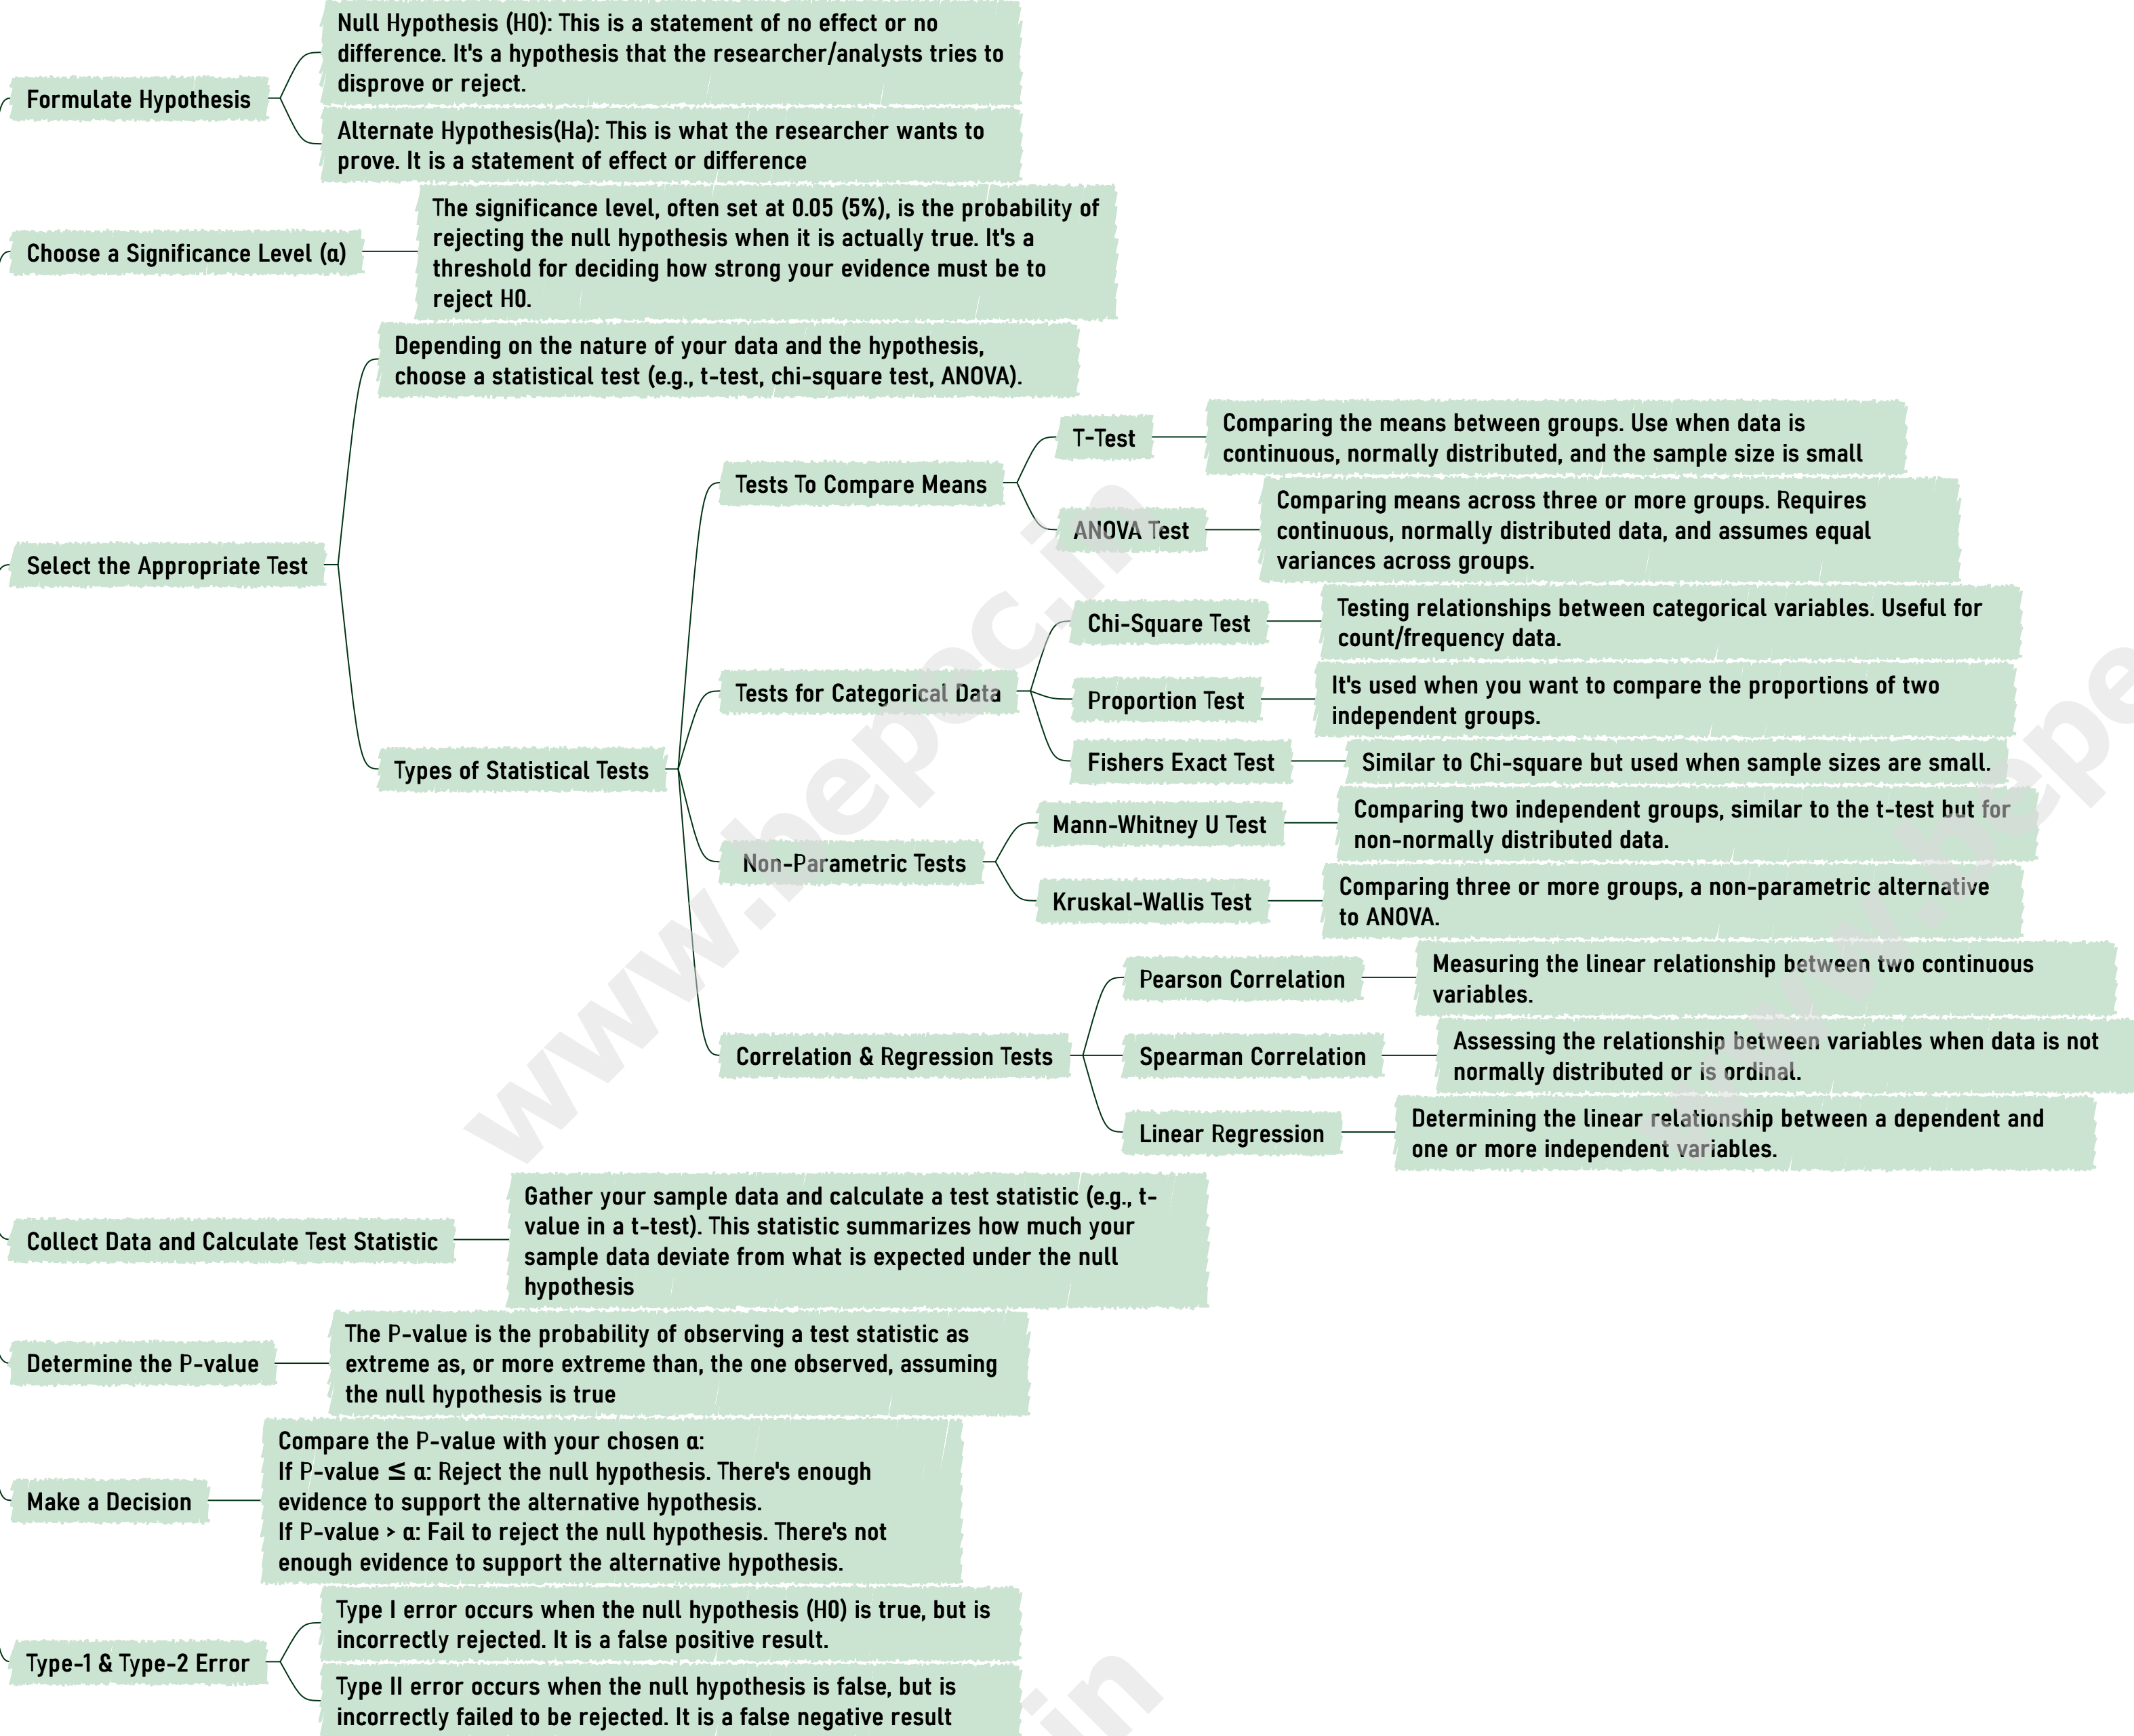 Null Hypothesis (H0): This is a statement of no effect or no
difference. It's a hypothesis that the researcher/analysts tries to
disprove or reject.
Formulate Hypothesis
Alternate Hypothesis(Ha): This is what the researcher wants to
prove. It is a statement of effect or difference
The significance level, often set at 0.05 (5%), is the probability of
rejecting the null hypothesis when it is actually true. It's a
threshold for deciding how strong your evidence must be to
reject H0.
Choose a Significance Level (α)
Depending on the nature of your data and the hypothesis,
choose a statistical test (e.g., t-test, chi-square test, ANOVA).
Select the Appropriate Test
Types of Statistical Tests
Tests To Compare Means
T-Test
Comparing the means between groups. Use when data is
continuous, normally distributed, and the sample size is small
ANOVA Test
Comparing means across three or more groups. Requires
continuous, normally distributed data, and assumes equal
variances across groups.
Tests for Categorical Data
Chi-Square Test
Testing relationships between categorical variables. Useful for
count/frequency data.
Proportion Test
It's used when you want to compare the proportions of two
independent groups.
Fishers Exact Test
Similar to Chi-square but used when sample sizes are small.
Non-Parametric Tests
Mann-Whitney U Test
Comparing two independent groups, similar to the t-test but for
non-normally distributed data.
Kruskal-Wallis Test
Comparing three or more groups, a non-parametric alternative
to ANOVA.
Correlation & Regression Tests
Pearson Correlation
Measuring the linear relationship between two continuous
variables.
Spearman Correlation
Assessing the relationship between variables when data is not
normally distributed or is ordinal.
Linear Regression
Determining the linear relationship between a dependent and
one or more independent variables.
Collect Data and Calculate Test Statistic
Gather your sample data and calculate a test statistic (e.g., t-
value in a t-test). This statistic summarizes how much your
sample data deviate from what is expected under the null
hypothesis
Determine the P-value
The P-value is the probability of observing a test statistic as
extreme as, or more extreme than, the one observed, assuming
the null hypothesis is true
Make a Decision
Compare the P-value with your chosen α:
If P-value ≤ α: Reject the null hypothesis. There's enough
evidence to support the alternative hypothesis.
If P-value > α: Fail to reject the null hypothesis. There's not
enough evidence to support the alternative hypothesis.
Type-1 & Type-2 Error
Type I error occurs when the null hypothesis (H0) is true, but is
incorrectly rejected. It is a false positive result.
Type II error occurs when the null hypothesis is false, but is
incorrectly failed to be rejected. It is a false negative result
www.hepec.in
www.hepe
in